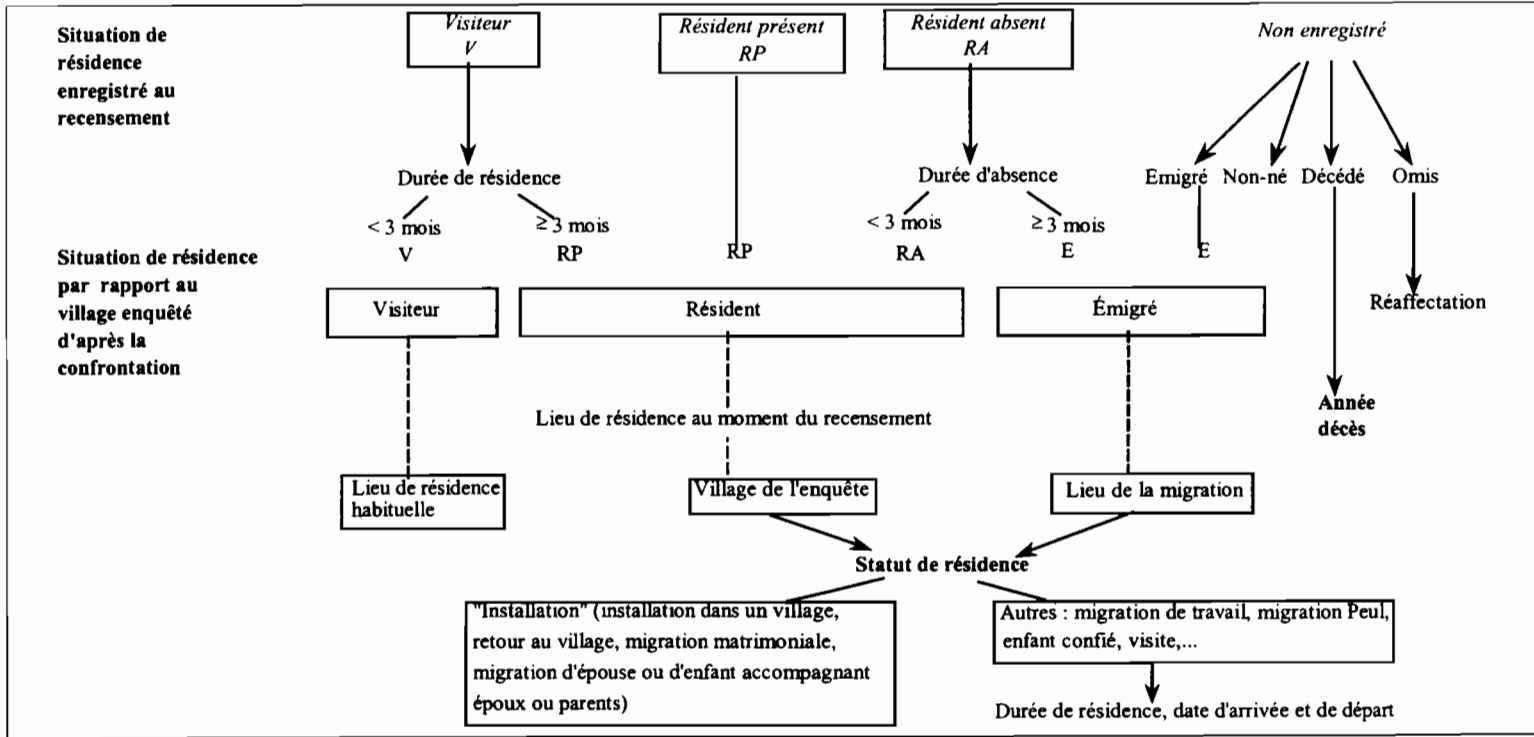 Situation de
résidence
enregistré au
recensement
Visiteur
V
Résident présent
RP
Résident absent
RA
Non enregistré
Durée de résidence
Durée d'absence
Emigré Non-né Décédé Omis
< 3 mois
≥ 3 mois
< 3 mois
≥ 3 mois
V
RP
RP
RA
E
E
Situation de résidence
par rapport au
village enquêté
d'après la
confrontation
Visiteur
Résident
Émigré
Réaffectation
Année
décès
Lieu de résidence au moment du recensement
Lieu de résidence
habituelle
Village de l'enquête
Lieu de la migration
Statut de résidence
"Installation" (installation dans un village,
retour au village, migration matrimoniale,
migration d'épouse ou d'enfant accompagnant
époux ou parents)
Autres : migration de travail, migration Peul,
enfant confié, visite,...
Durée de résidence, date d'arrivée et de départ